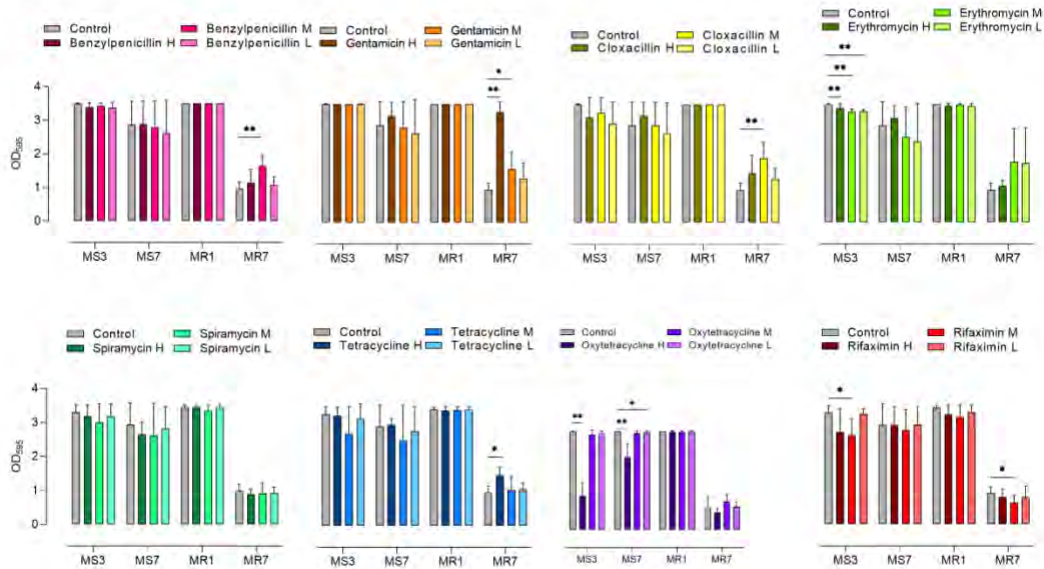 Control Benzylpenicillin M
Benzylpenicillin H Benzylpenicillin L
Control Gentamicin M
Gentamicin H Gentamicin L
Control Cloxacillin M
Cloxacillin H Cloxacillin L
Control Erythromycin M
Erythromycin H Erythromycin L
OD595
4
3
2
1
0
**
* 
**
**
**
**
**
MS3 MS7 MR1 MR7
MS3 MS7 MR1 MR7
MS3 MS7 MR1 MR7
MS3 MS7 MR1 MR7
Control Spiramycin M
Spiramycin H Spiramycin L
Control Tetracycline M
Tetracycline H Tetracycline L
Control Oxytetracycline M
Oxytetracycline H Oxytetracycline L
Control Rifaximin M
Rifaximin H Rifaximin L
OD595
4
3
2
1
0
*
**
*
**
*
*
MS3 MS7 MR1 MR7
MS3 MS7 MR1 MR7
MS3 MS7 MR1 MR7
MS3 MS7 MR1 MR7